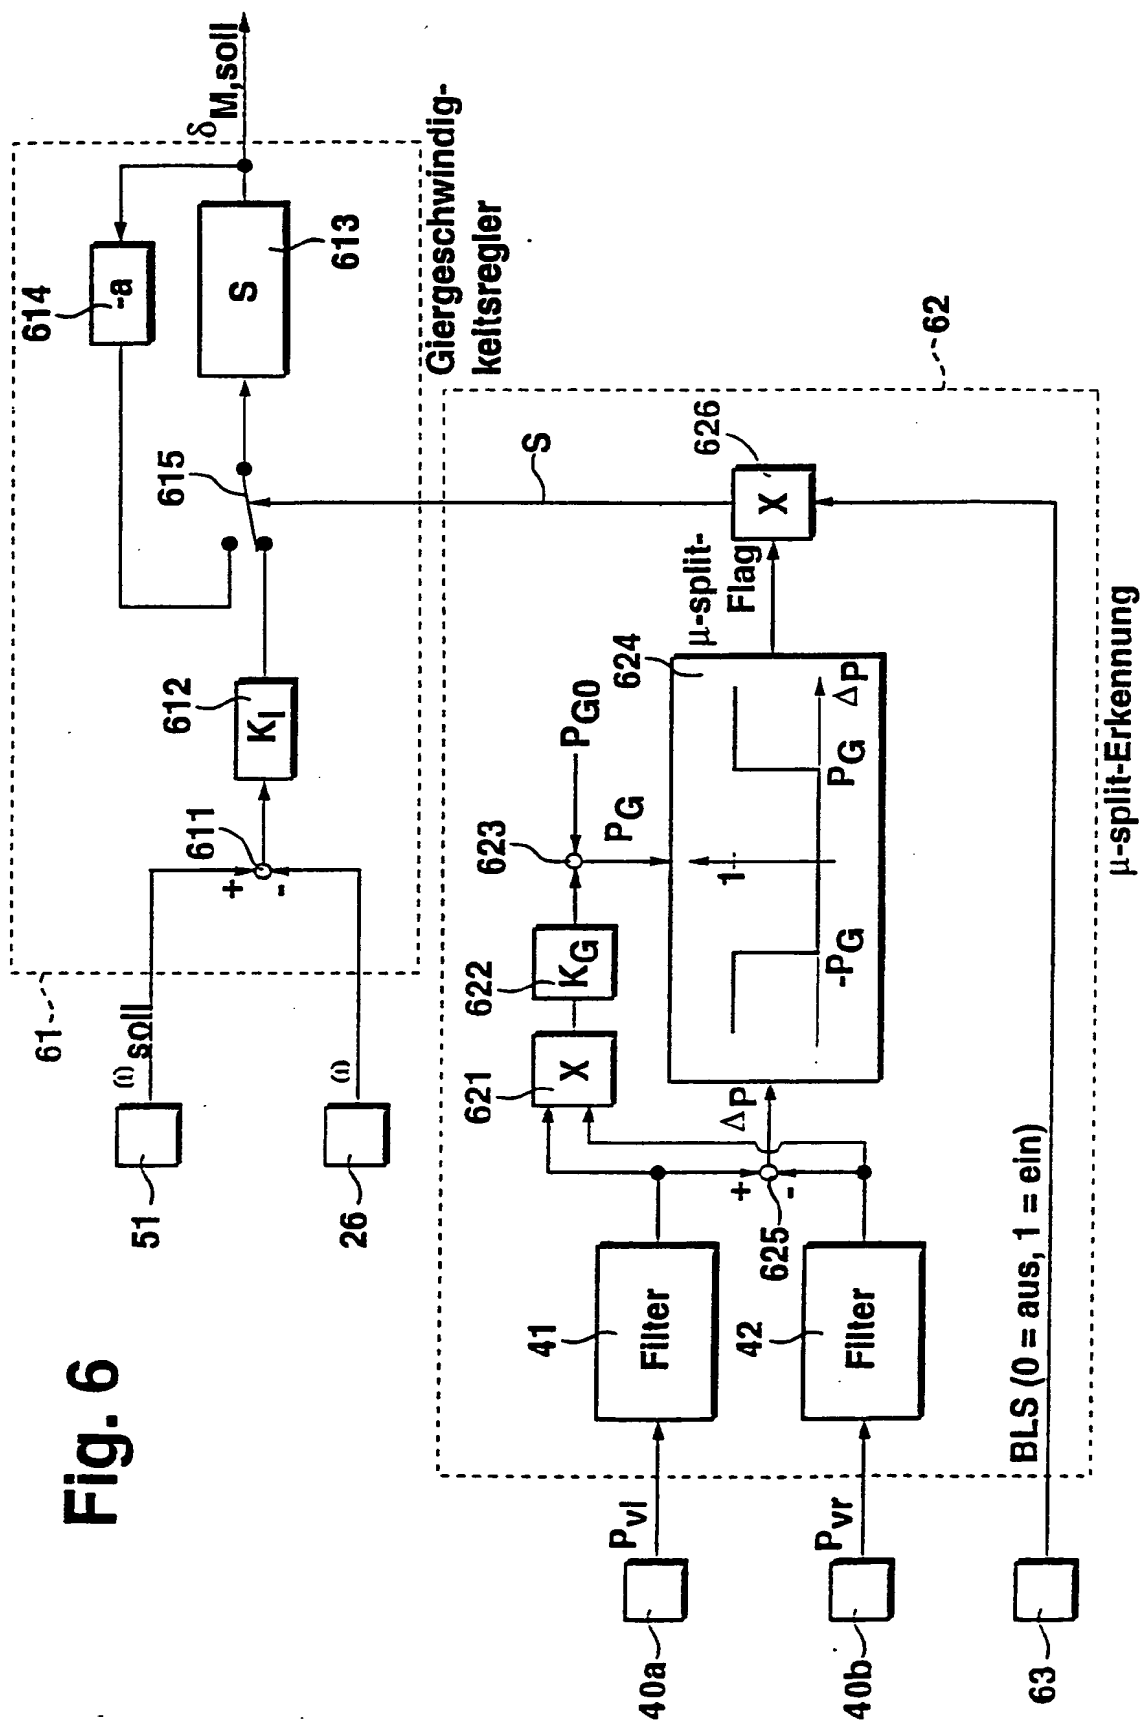 Fig. 6
61
51
ω soll
26
ω
611
+
-
612
K_I
615
614
-a
S
613
δ M,soll
Giergeschwindig-
keitsregler
62
40a
P_vl
41
Filter
40b
P_vr
42
Filter
625
+
-
ΔP
621
X
622
K_G
623
P_G0
P_G
624
1
-P_G
P_G
ΔP
μ-split-
Flag
626
X
S
63
BLS (0 = aus, 1 = ein)
μ-split-Erkennung